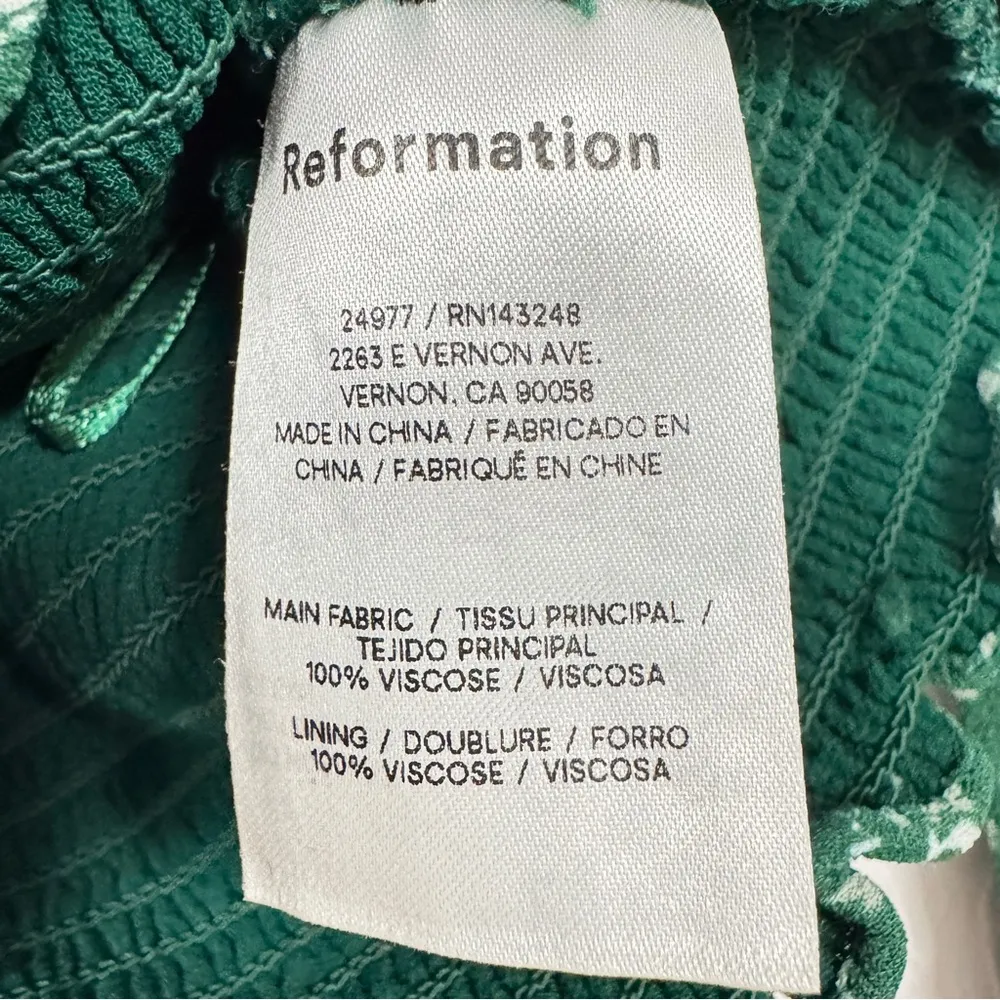 Reformation
24977 / RN143248
2263 E VERNON AVE.
VERNON, CA 90058
MADE IN CHINA / FABRICADO EN
CHINA / FABRIQUÉ EN CHINE
MAIN FABRIC / TISSU PRINCIPAL /
TEJIDO PRINCIPAL
100% VISCOSE / VISCOSA
LINING / DOUBLURE / FORRO
100% VISCOSE / VISCOSA